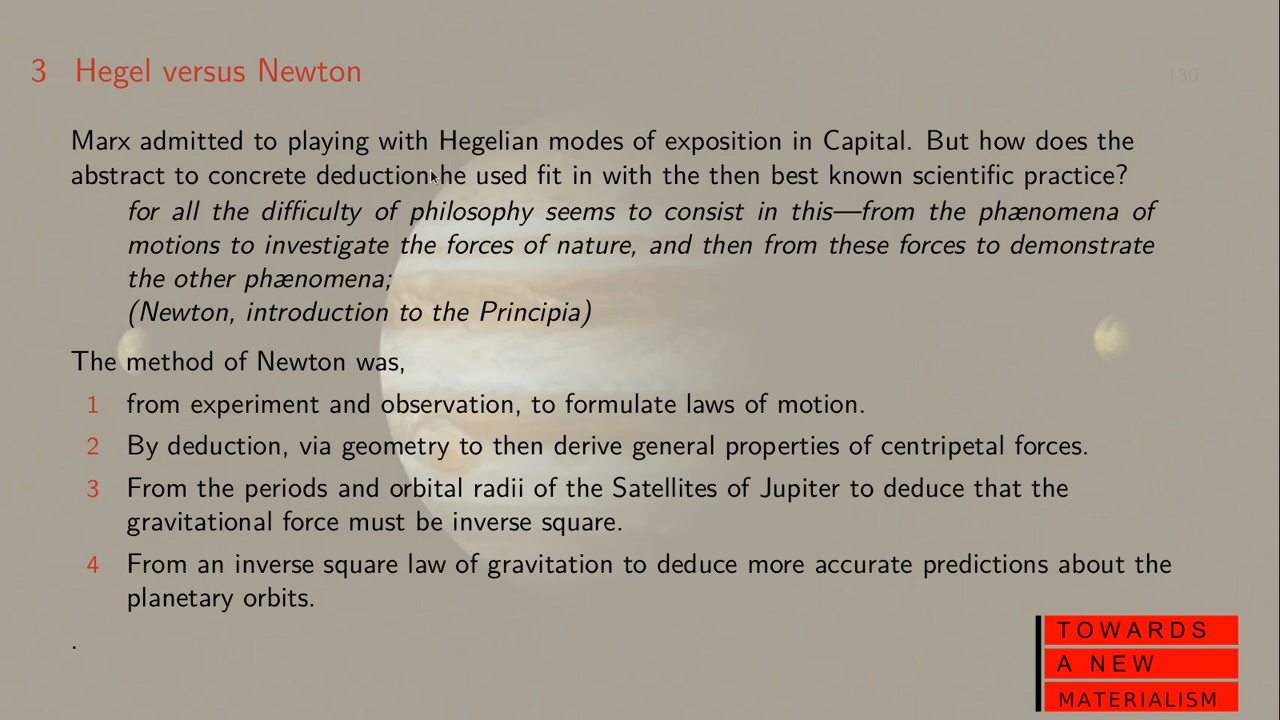 3 Hegel versus Newton
| 30
Marx admitted to playing with Hegelian modes of exposition in Capital. But how does the
abstract to concrete deduction he used fit in with the then best known scientific practice?
for all the difficulty of philosophy seems to consist in this—from the phænomena of
motions to investigate the forces of nature, and then from these forces to demonstrate
the other phænomena;
(Newton, introduction to the Principia)
The method of Newton was,
1 from experiment and observation, to formulate laws of motion.
2 By deduction, via geometry to then derive general properties of centripetal forces.
3 From the periods and orbital radii of the Satellites of Jupiter to deduce that the
gravitational force must be inverse square.
4 From an inverse square law of gravitation to deduce more accurate predictions about the
planetary orbits.
.
TOWARDS
A NEW
MATERIALISM